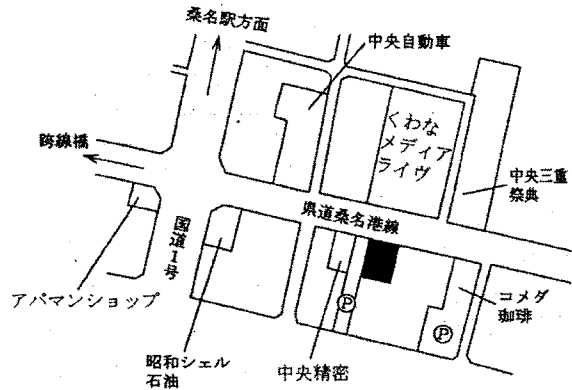 桑名駅方面
中央自動車
跨線橋
くわな
メディア
ライヴ
中央三重
祭典
県道桑名港線
国道1号
アパマンショップ
昭和シェル
石油
中央精密
P
P
コメダ
珈琲